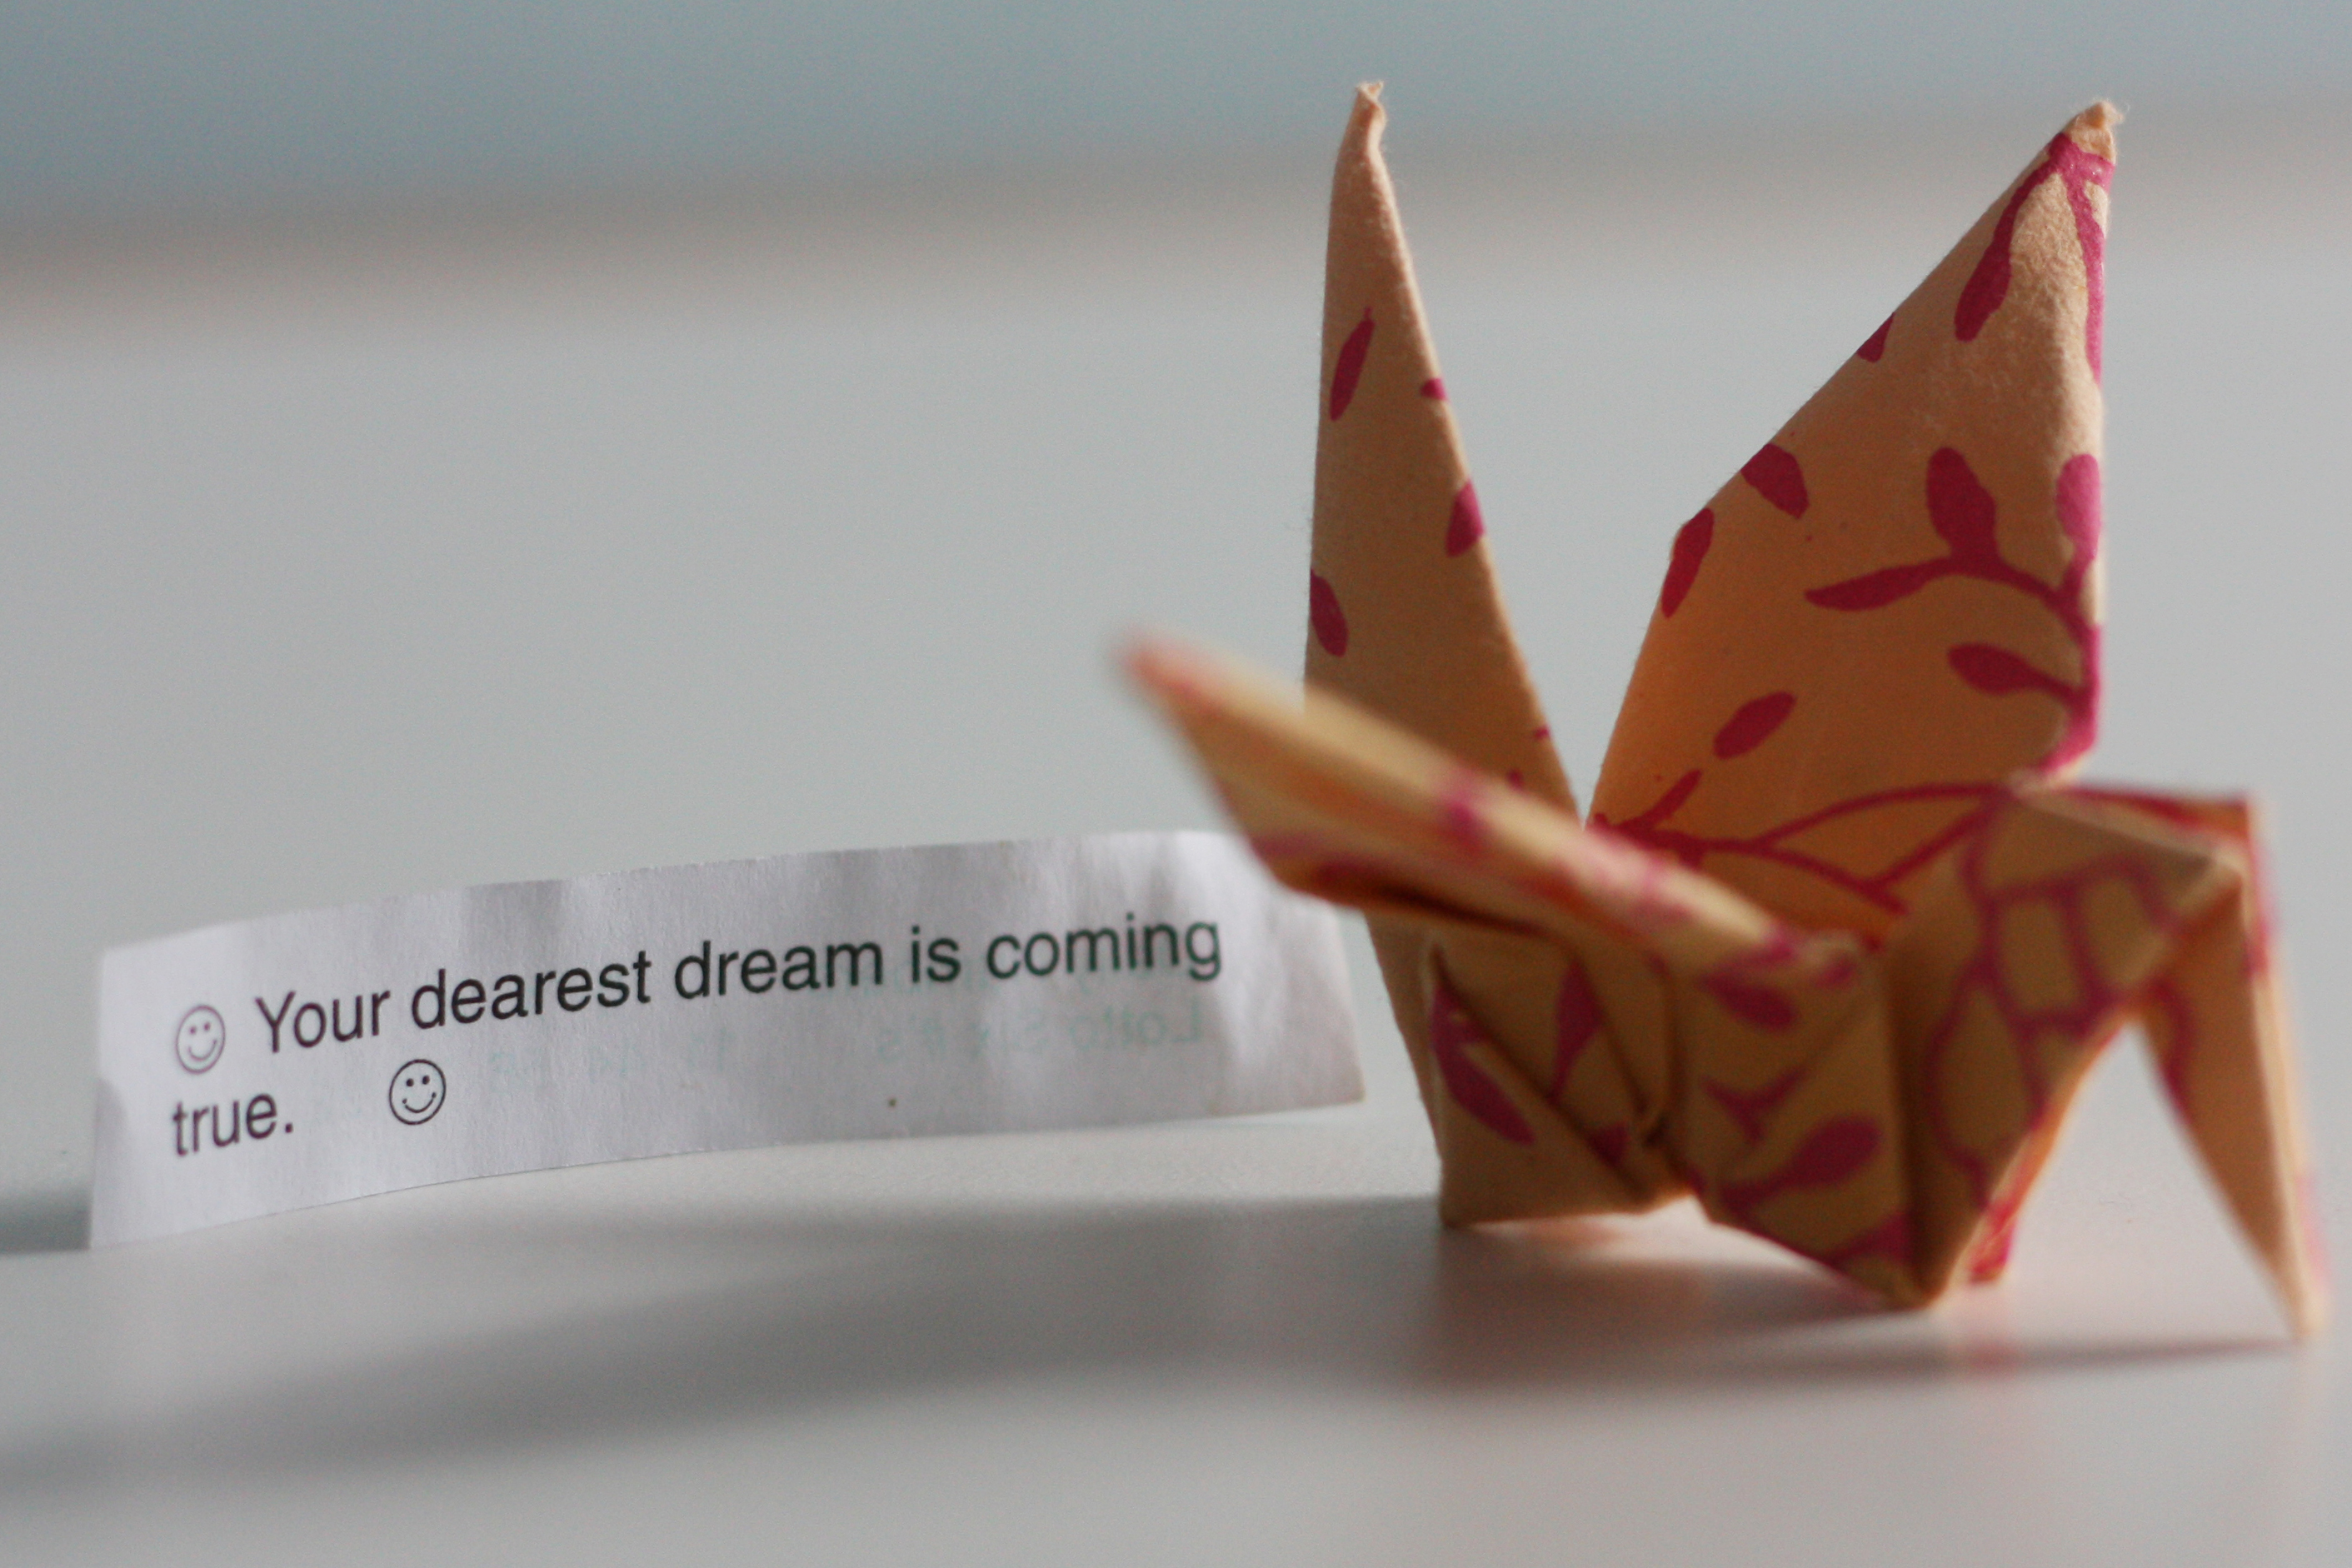 ☺ Your dearest dream is coming
true. ☺